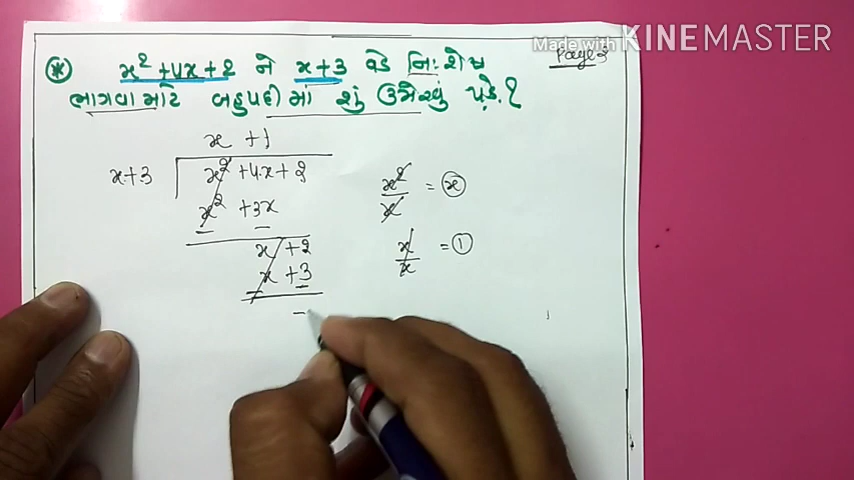 Made with KINEMASTER
Page 2
* x² + 4x + 2 ને x + 3 વડે નિ:શેષ
ભાગવા માટે બહુપદી માં શું ઉમેરવું પડે.?
x + 1
x + 3 x² + 4x + 2
x² + 3x
x + 2
x + 3
–
x²/x = x
x/x = 1